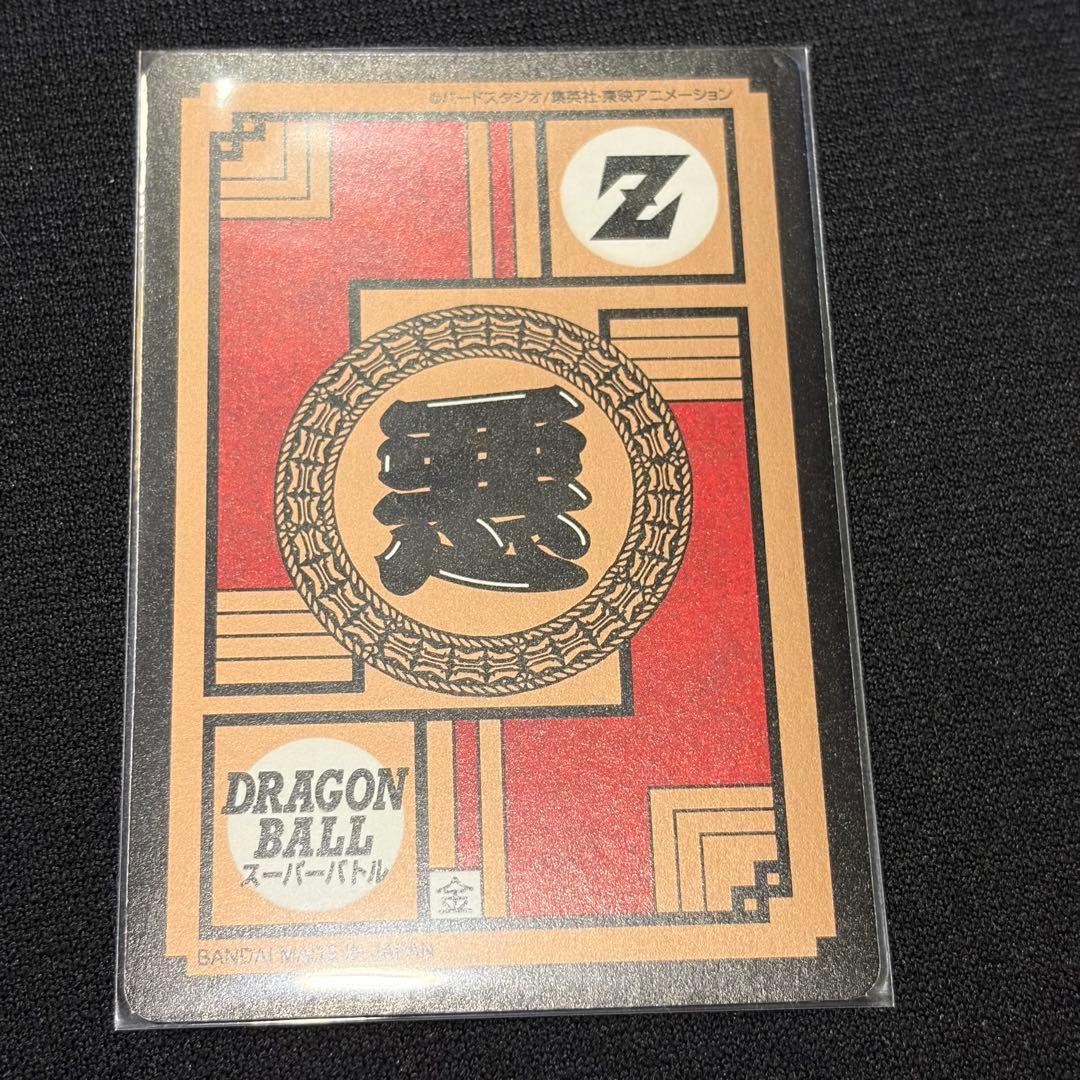 ©バードスタジオ/集英社・東映アニメーション
Z
悪
DRAGON
BALL
スーパーバトル
金
BANDAI MADE IN JAPAN